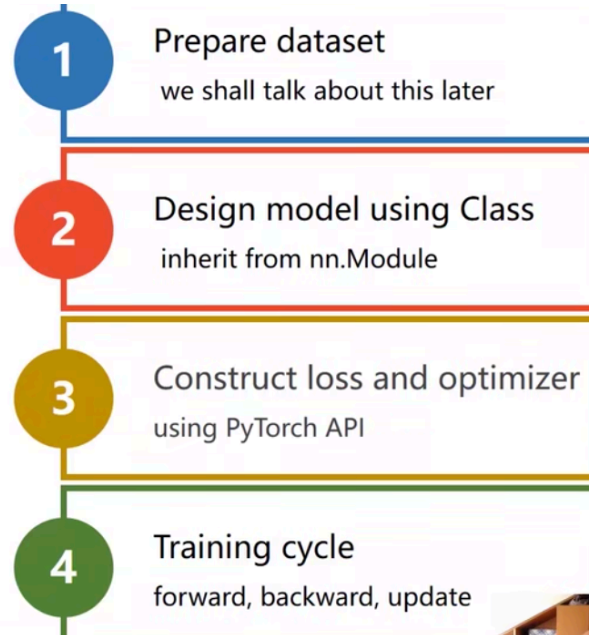 1
Prepare dataset
we shall talk about this later
2
Design model using Class
inherit from nn.Module
3
Construct loss and optimizer
using PyTorch API
4
Training cycle
forward, backward, update